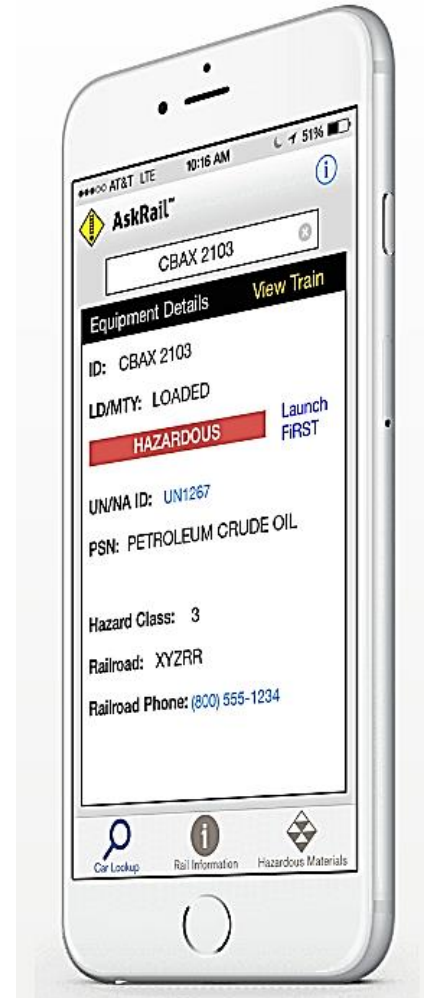 AT&T LTE 10:16 AM 51%
AskRail™
CBAX 2103
Equipment Details View Train
ID: CBAX 2103
LD/MTY: LOADED
HAZARDOUS
Launch
FiRST
UN/NA ID: UN1267
PSN: PETROLEUM CRUDE OIL
Hazard Class: 3
Railroad: XYZRR
Railroad Phone: (800) 555-1234
Car Lookup Rail Information Hazardous Materials